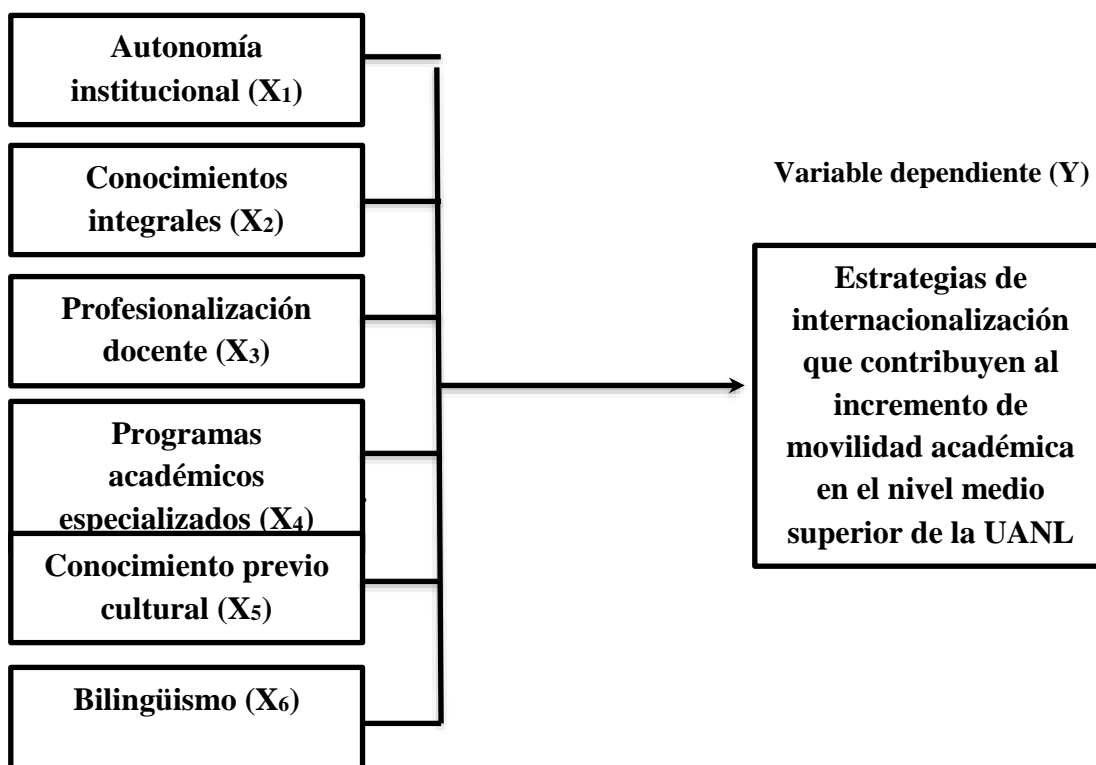 Autonomía
institucional (X₁)
Conocimientos
integrales (X₂)
Profesionalización
docente (X₃)
Programas
académicos
especializados (X₄)
Conocimiento previo
cultural (X₅)
Bilingüismo (X₆)
Variable dependiente (Y)
Estrategias de
internacionalización
que contribuyen al
incremento de
movilidad académica
en el nivel medio
superior de la UANL